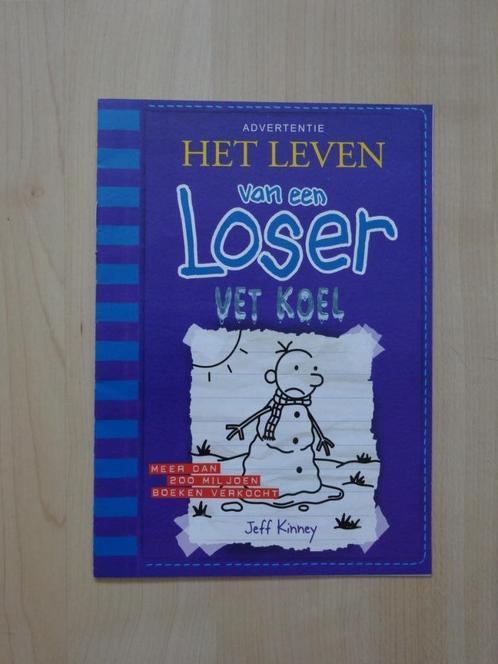 ADVERTENTIE
HET LEVEN
van een
Loser
VET KOEL
MEER DAN
200 MILJOEN
BOEKEN VERKOCHT
Jeff Kinney